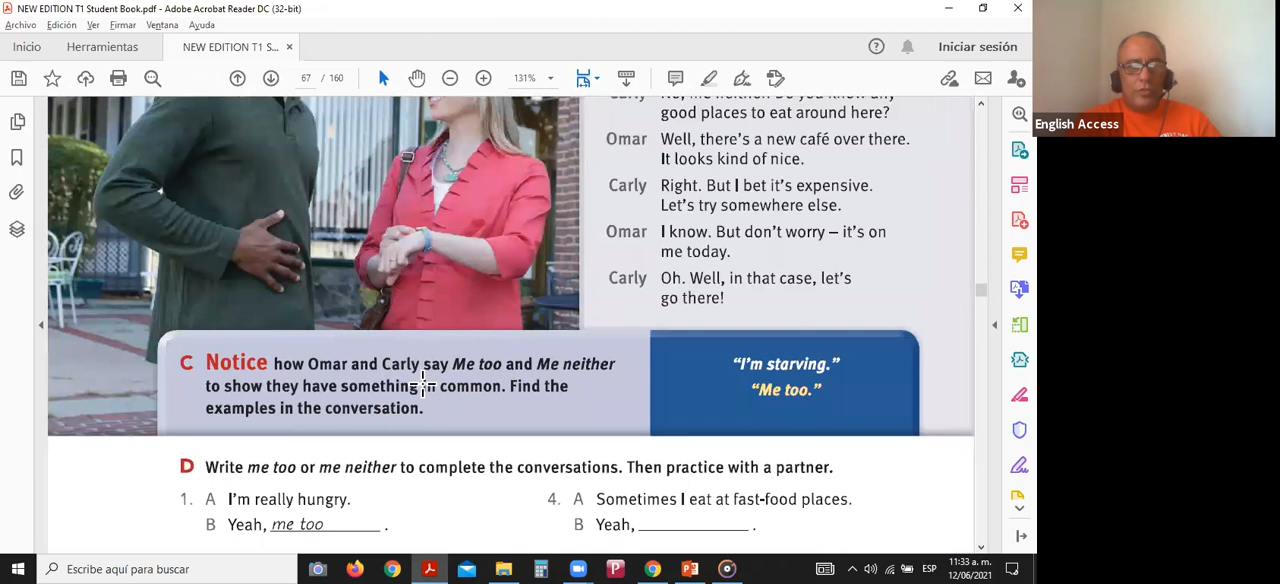 NEW EDITION T1 Student Book.pdf - Adobe Acrobat Reader DC (32-bit)
Archivo Edición Ver Firmar Ventana Ayuda
Inicio Herramientas NEW EDITION T1 S... × Iniciar sesión
67 / 160 131%
good places to eat around here?
Omar Well, there's a new café over there.
It looks kind of nice.
Carly Right. But I bet it's expensive.
Let's try somewhere else.
Omar I know. But don't worry – it's on
me today.
Carly Oh. Well, in that case, let's
go there!
C Notice how Omar and Carly say Me too and Me neither
to show they have something in common. Find the
examples in the conversation.
"I'm starving."
"Me too."
D Write me too or me neither to complete the conversations. Then practice with a partner.
1. A I'm really hungry.
B Yeah, me too .
4. A Sometimes I eat at fast-food places.
B Yeah, ____________ .
English Access
Escribe aquí para buscar
ESP
11:33 a. m.
12/06/2021